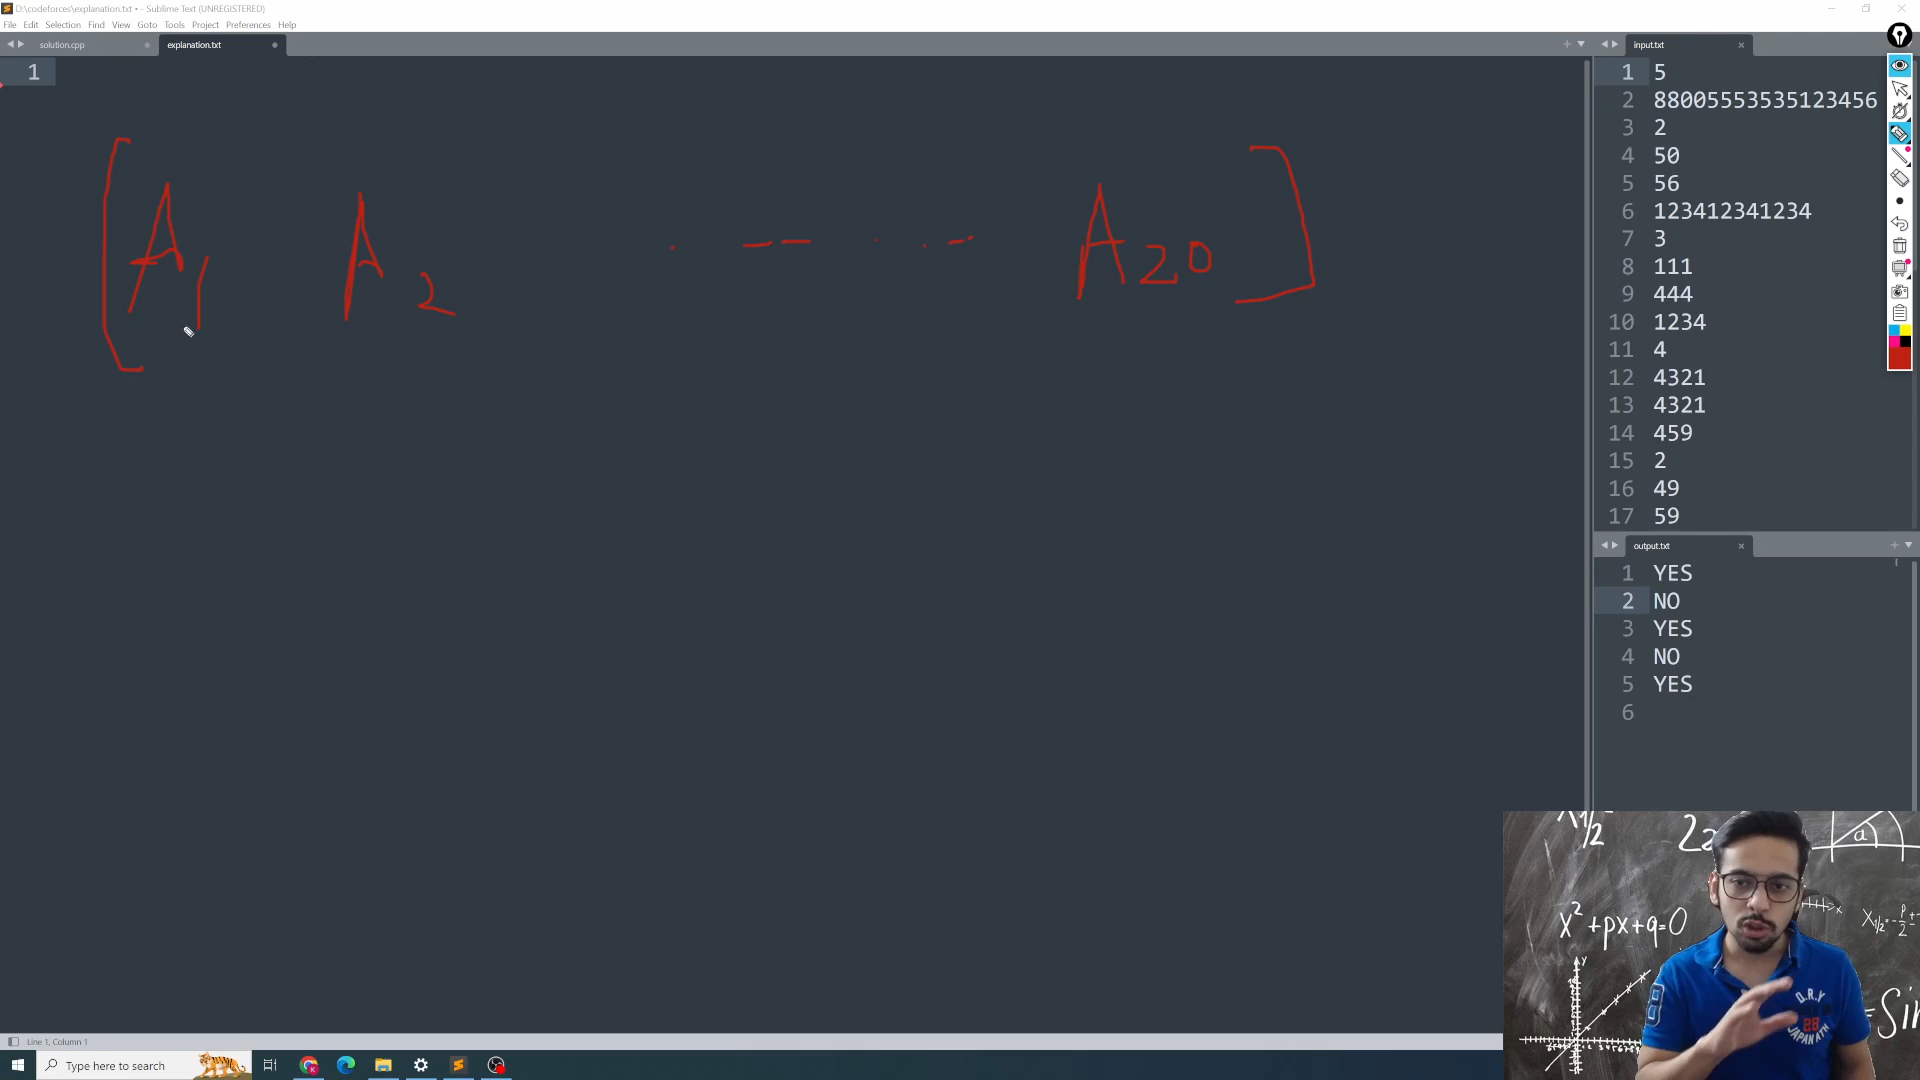 D:\codeforces\explanation.txt • - Sublime Text (UNREGISTERED)
File Edit Selection Find View Goto Tools Project Preferences Help
solution.cpp
explanation.txt
1
[A1 A2 . -- . . -- A20]
input.txt
1 5
2 88005553535123456
3 2
4 50
5 56
6 123412341234
7 3
8 111
9 444
10 1234
11 4
12 4321
13 4321
14 459
15 2
16 49
17 59
output.txt
1 YES
2 NO
3 YES
4 NO
5 YES
6
a
x² + px + q = 0
y
O.R.Y
28
JAPAN
8
Line 1, Column 1
Type here to search